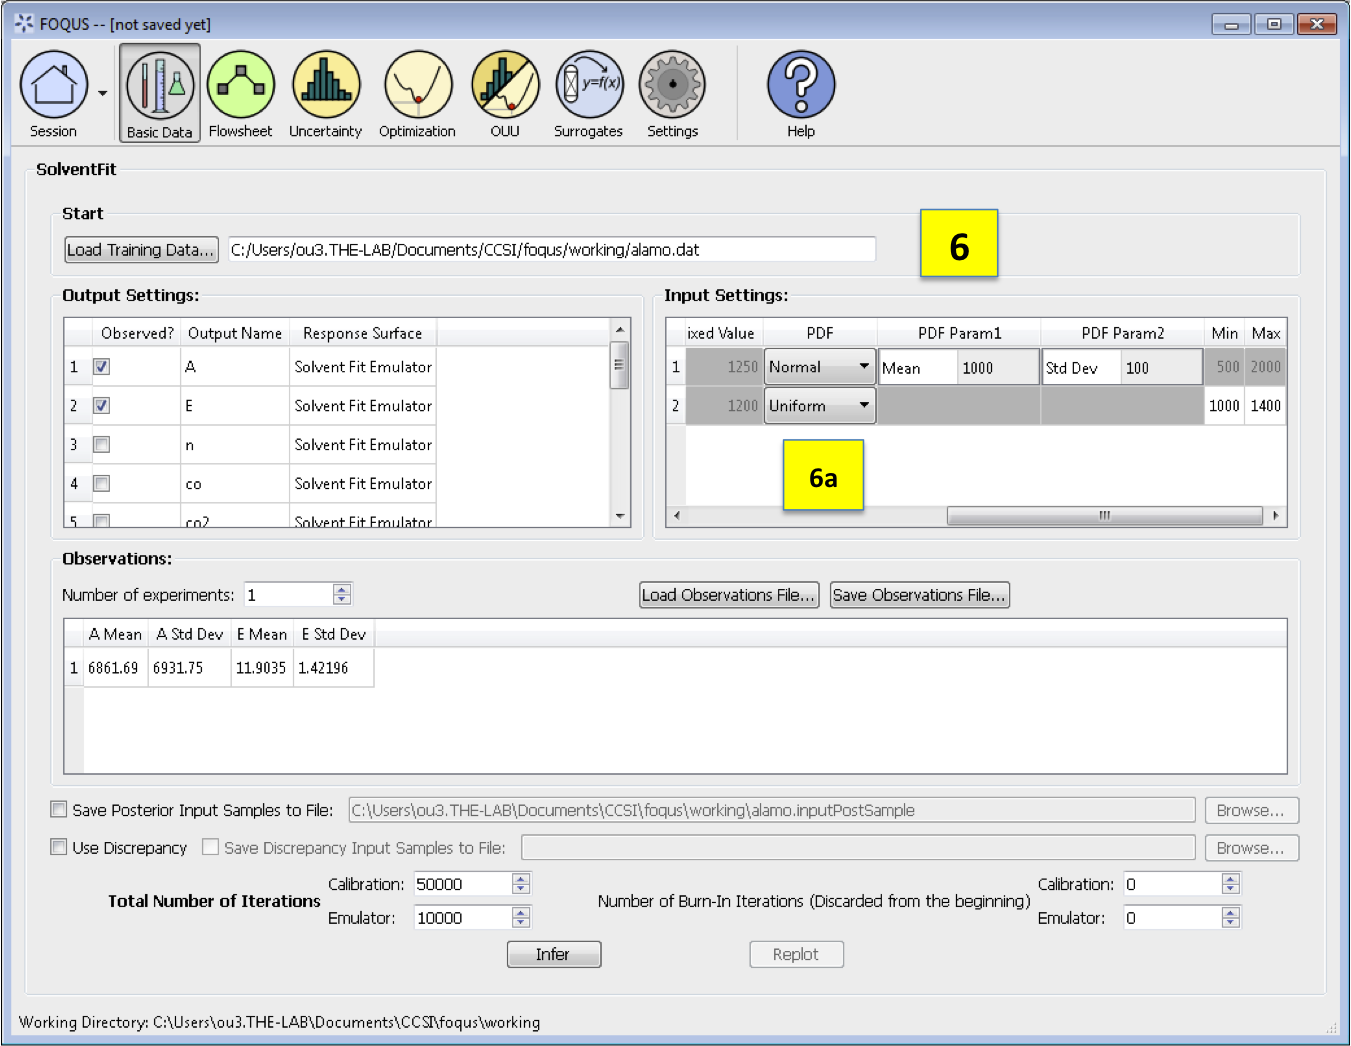 FOQUS -- [not saved yet]
y=f(x)
Session Basic Data Flowsheet Uncertainty Optimization OUU Surrogates Settings Help
SolventFit
Start
Load Training Data... C:/Users/ou3.THE-LAB/Documents/CCSI/foqus/working/alamo.dat
6
Output Settings: Input Settings:
Observed? Output Name Response Surface ixed Value PDF PDF Param1 PDF Param2 Min Max
1 A Solvent Fit Emulator 1 1250 Normal Mean 1000 Std Dev 100 500 2000
2 E Solvent Fit Emulator 2 1200 Uniform 1000 1400
3 n Solvent Fit Emulator
4 co Solvent Fit Emulator
6a
5 co2 Solvent Fit Emulator
Observations:
Number of experiments: 1 Load Observations File... Save Observations File...
A Mean A Std Dev E Mean E Std Dev
1 6861.69 6931.75 11.9035 1.42196
Save Posterior Input Samples to File: C:\Users\ou3.THE-LAB\Documents\CCSI\foqus\working\alamo.inputPostSample Browse...
Use Discrepancy Save Discrepancy Input Samples to File: Browse...
Calibration: 50000 Calibration: 0
Total Number of Iterations Number of Burn-In Iterations (Discarded from the beginning)
Emulator: 10000 Emulator: 0
Infer Replot
Working Directory: C:\Users\ou3.THE-LAB\Documents\CCSI\foqus\working